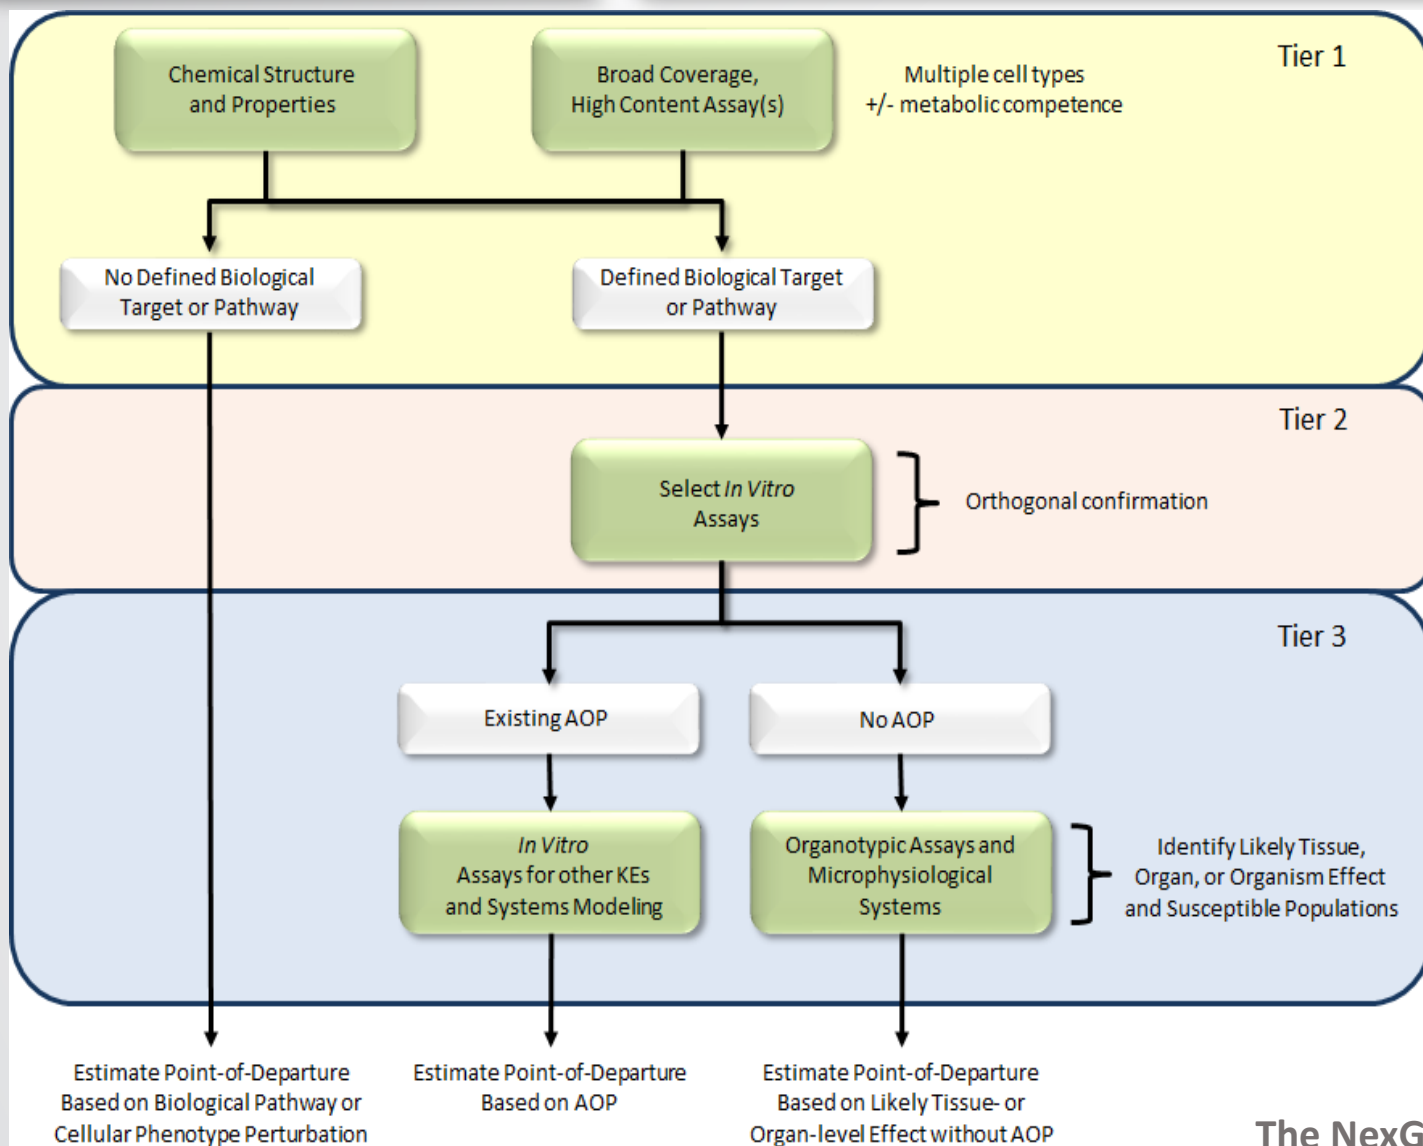 Tier 1
Chemical Structure
and Properties
Broad Coverage,
High Content Assay(s)
Multiple cell types
+/- metabolic competence
No Defined Biological
Target or Pathway
Defined Biological Target
or Pathway
Tier 2
Select In Vitro
Assays
Orthogonal confirmation
Tier 3
Existing AOP
No AOP
In Vitro
Assays for other KEs
and Systems Modeling
Organotypic Assays and
Microphysiological
Systems
Identify Likely Tissue,
Organ, or Organism Effect
and Susceptible Populations
Estimate Point-of-Departure
Based on Biological Pathway or
Cellular Phenotype Perturbation
Estimate Point-of-Departure
Based on AOP
Estimate Point-of-Departure
Based on Likely Tissue- or
Organ-level Effect without AOP
The NexG